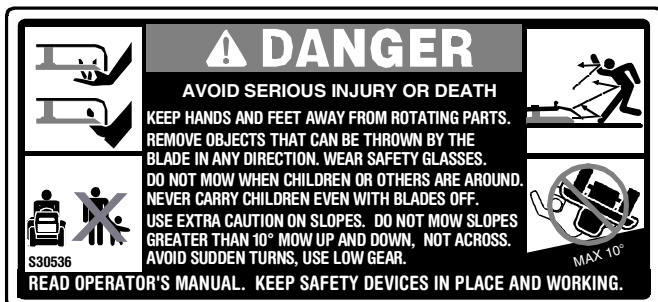 DANGER
AVOID SERIOUS INJURY OR DEATH
KEEP HANDS AND FEET AWAY FROM ROTATING PARTS.
REMOVE OBJECTS THAT CAN BE THROWN BY THE
BLADE IN ANY DIRECTION. WEAR SAFETY GLASSES.
DO NOT MOW WHEN CHILDREN OR OTHERS ARE AROUND.
NEVER CARRY CHILDREN EVEN WITH BLADES OFF.
USE EXTRA CAUTION ON SLOPES. DO NOT MOW SLOPES
GREATER THAN 10° MOW UP AND DOWN, NOT ACROSS.
AVOID SUDDEN TURNS, USE LOW GEAR.
S30536
MAX 10°
READ OPERATOR'S MANUAL. KEEP SAFETY DEVICES IN PLACE AND WORKING.